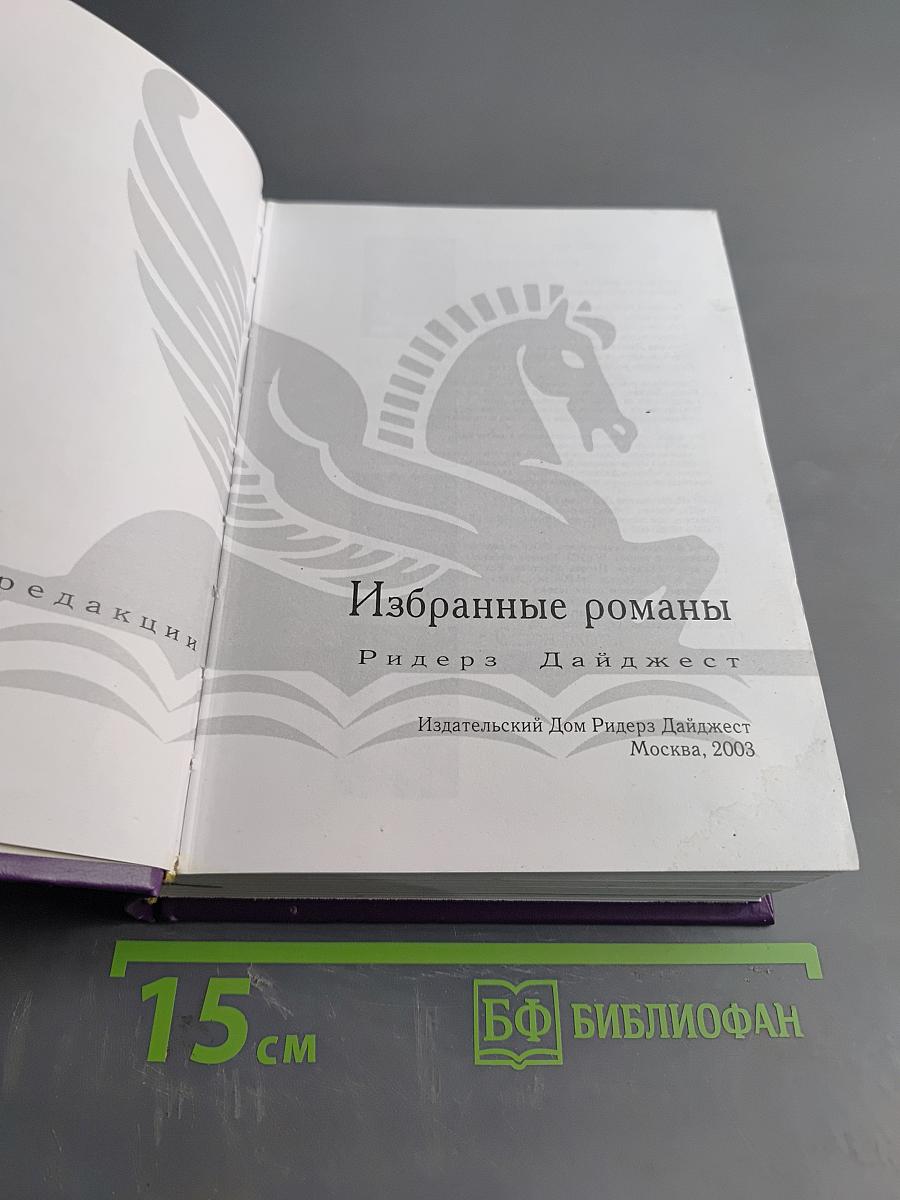 редакции
Избранные романы
Ридерз Дайджест
Издательский Дом Ридерз Дайджест
Москва, 2003
15 см
БФ БИБЛИОФАН